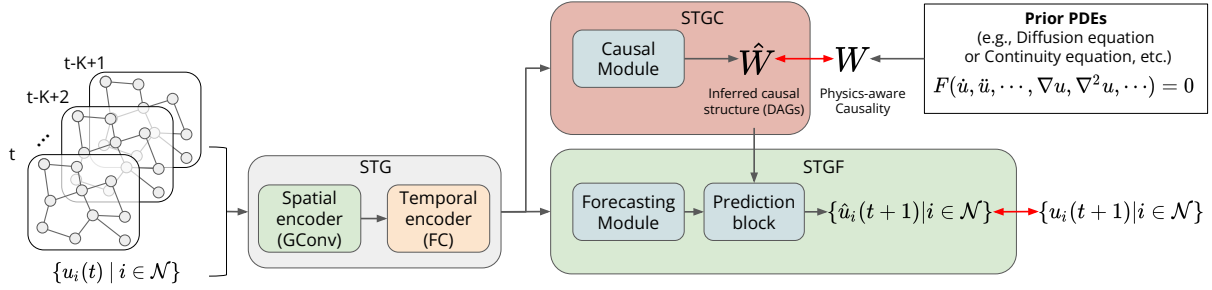 t-K+1
t-K+2
...
t
{u_i(t) | i ∈ 𝒩}
STG
Spatial
encoder
(GConv)
Temporal
encoder
(FC)
STGC
Causal
Module
Ŵ
Inferred causal
structure (DAGs)
W
Physics-aware
Causality
Prior PDEs
(e.g., Diffusion equation
or Continuity equation, etc.)
F(u̇, ü, ⋯, ∇u, ∇²u, ⋯) = 0
STGF
Forecasting
Module
Prediction
block
{û_i(t+1)|i ∈ 𝒩}
{u_i(t+1)|i ∈ 𝒩}